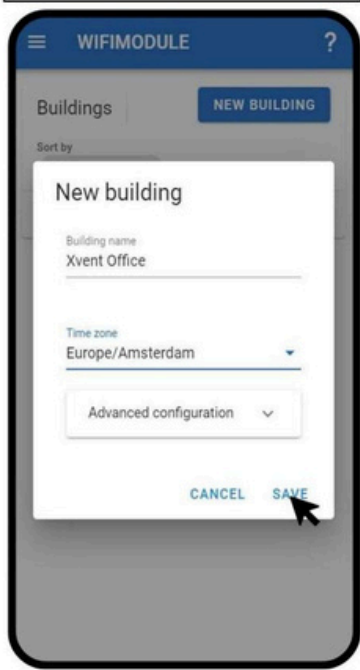 WIFIMODULE ?
Buildings NEW BUILDING
Sort by
New building
Building name
Xvent Office
Time zone
Europe/Amsterdam
Advanced configuration
CANCEL SAVE